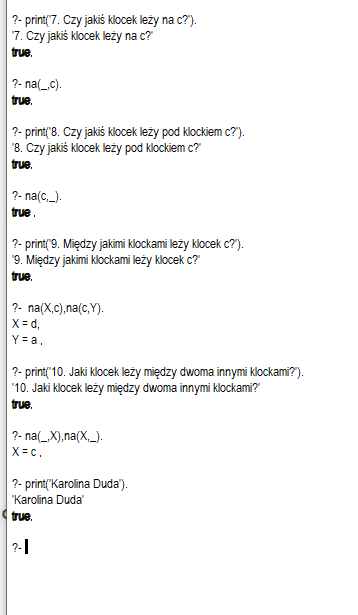 ?- print('7. Czy jakiś klocek leży na c?').
'7. Czy jakiś klocek leży na c?'
true.
?- na(_,c).
true.
?- print('8. Czy jakiś klocek leży pod klockiem c?').
'8. Czy jakiś klocek leży pod klockiem c?'
true.
?- na(c,_).
true .
?- print('9. Między jakimi klockami leży klocek c?').
'9. Między jakimi klockami leży klocek c?'
true.
?-  na(X,c),na(c,Y).
X = d,
Y = a .
?- print('10. Jaki klocek leży między dwoma innymi klockami?').
'10. Jaki klocek leży między dwoma innymi klockami?'
true.
?- na(_,X),na(X,_).
X = c .
?- print('Karolina Duda').
'Karolina Duda'
true.
?-